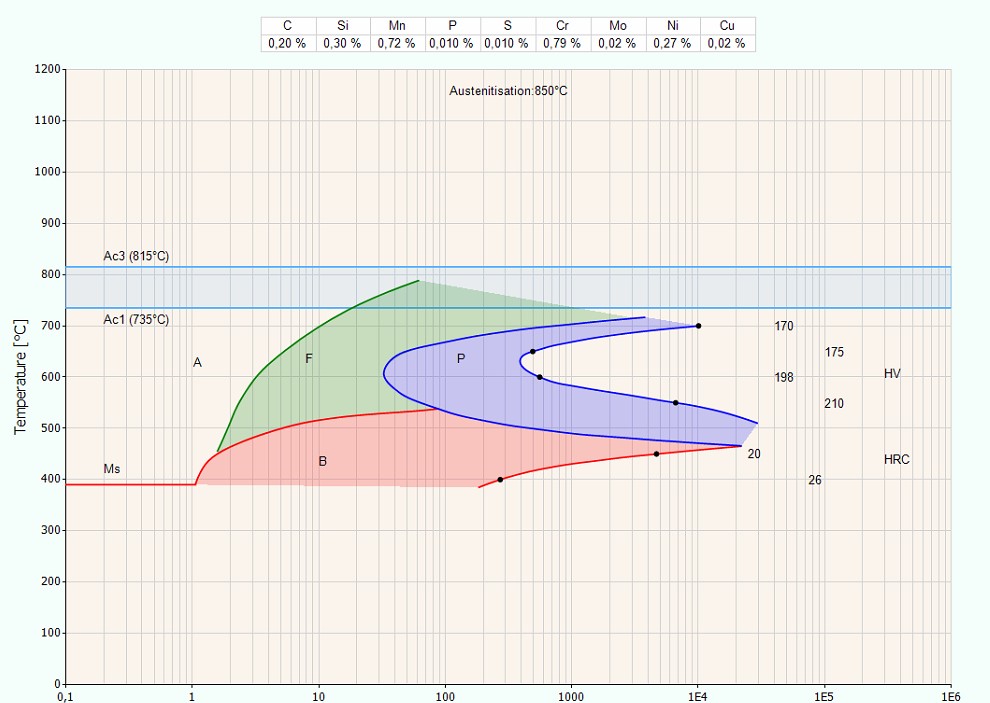 C Si Mn P S Cr Mo Ni Cu
0,20 % 0,30 % 0,72 % 0,010 % 0,010 % 0,79 % 0,02 % 0,27 % 0,02 %
1200
Austenitisation:850°C
1100
1000
900
Ac3 (815°C)
800
Ac1 (735°C)
700
170
175
A
F
P
HV
600
198
210
500
20
HRC
B
Ms
400
26
300
200
100
0
Temperature [°C]
0,1 1 10 100 1000 1E4 1E5 1E6